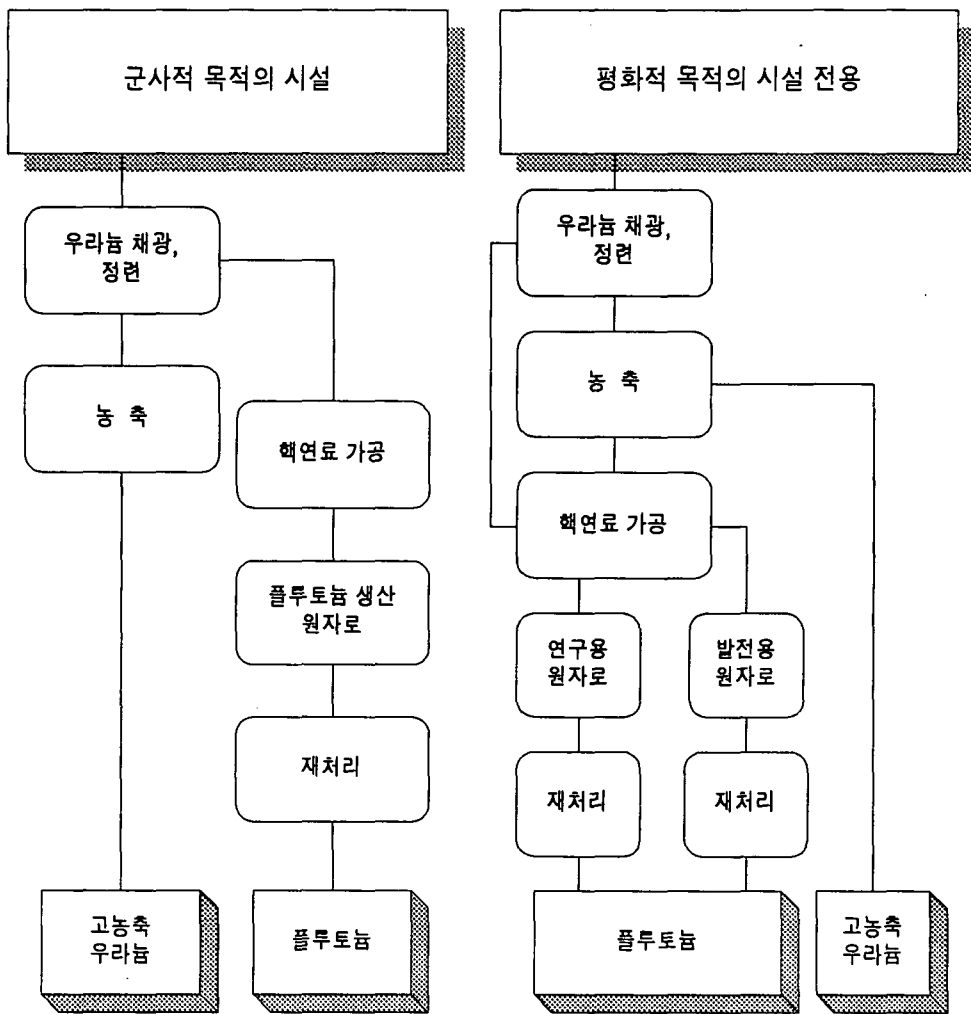 군사적 목적의 시설
우라늄 채광,
정련
농 축
핵연료 가공
플루토늄 생산
원자로
재처리
고농축
우라늄
플루토늄
평화적 목적의 시설 전용
우라늄 채광,
정련
농 축
핵연료 가공
연구용
원자로
발전용
원자로
재처리
재처리
플루토늄
고농축
우라늄